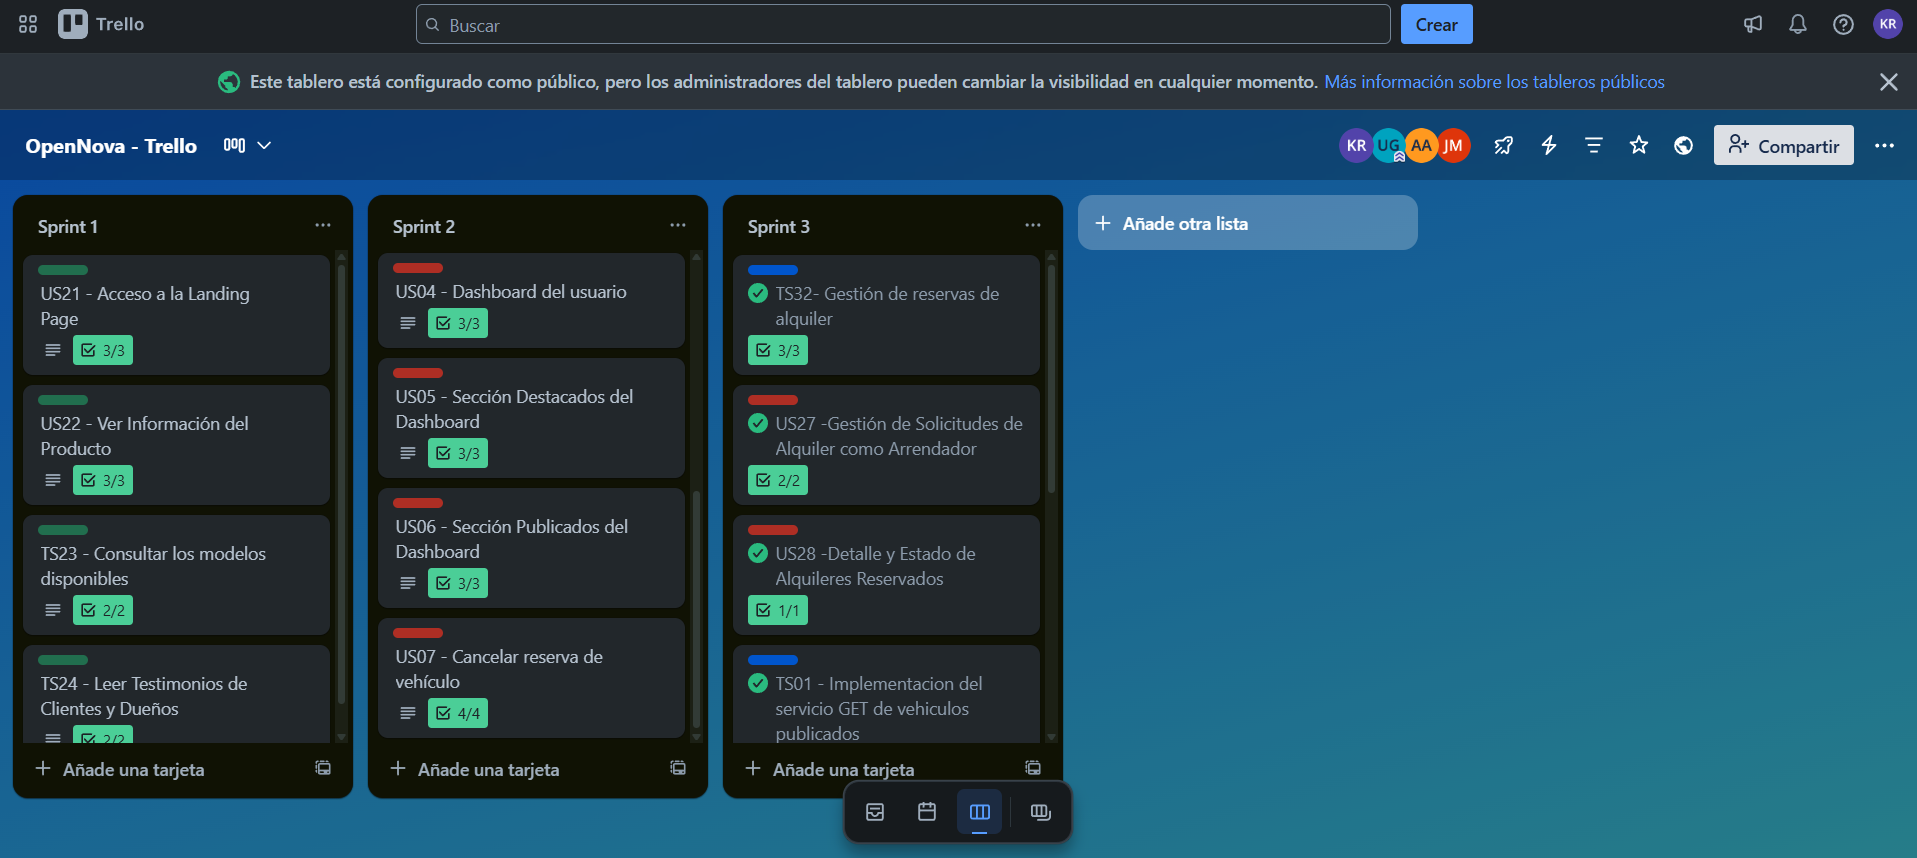 Trello
Buscar
Crear
KR
Este tablero está configurado como público, pero los administradores del tablero pueden cambiar la visibilidad en cualquier momento. Más información sobre los tableros públicos
OpenNova - Trello
KR UG AA JM
Compartir
Sprint 1
US21 - Acceso a la Landing
Page
3/3
US22 - Ver Información del
Producto
3/3
TS23 - Consultar los modelos
disponibles
2/2
TS24 - Leer Testimonios de
Clientes y Dueños
2/2
Añade una tarjeta
Sprint 2
US04 - Dashboard del usuario
3/3
US05 - Sección Destacados del
Dashboard
3/3
US06 - Sección Publicados del
Dashboard
3/3
US07 - Cancelar reserva de
vehículo
4/4
Añade una tarjeta
Sprint 3
TS32- Gestión de reservas de
alquiler
3/3
US27 -Gestión de Solicitudes de
Alquiler como Arrendador
2/2
US28 -Detalle y Estado de
Alquileres Reservados
1/1
TS01 - Implementacion del
servicio GET de vehiculos
publicados
Añade una tarjeta
Añade otra lista